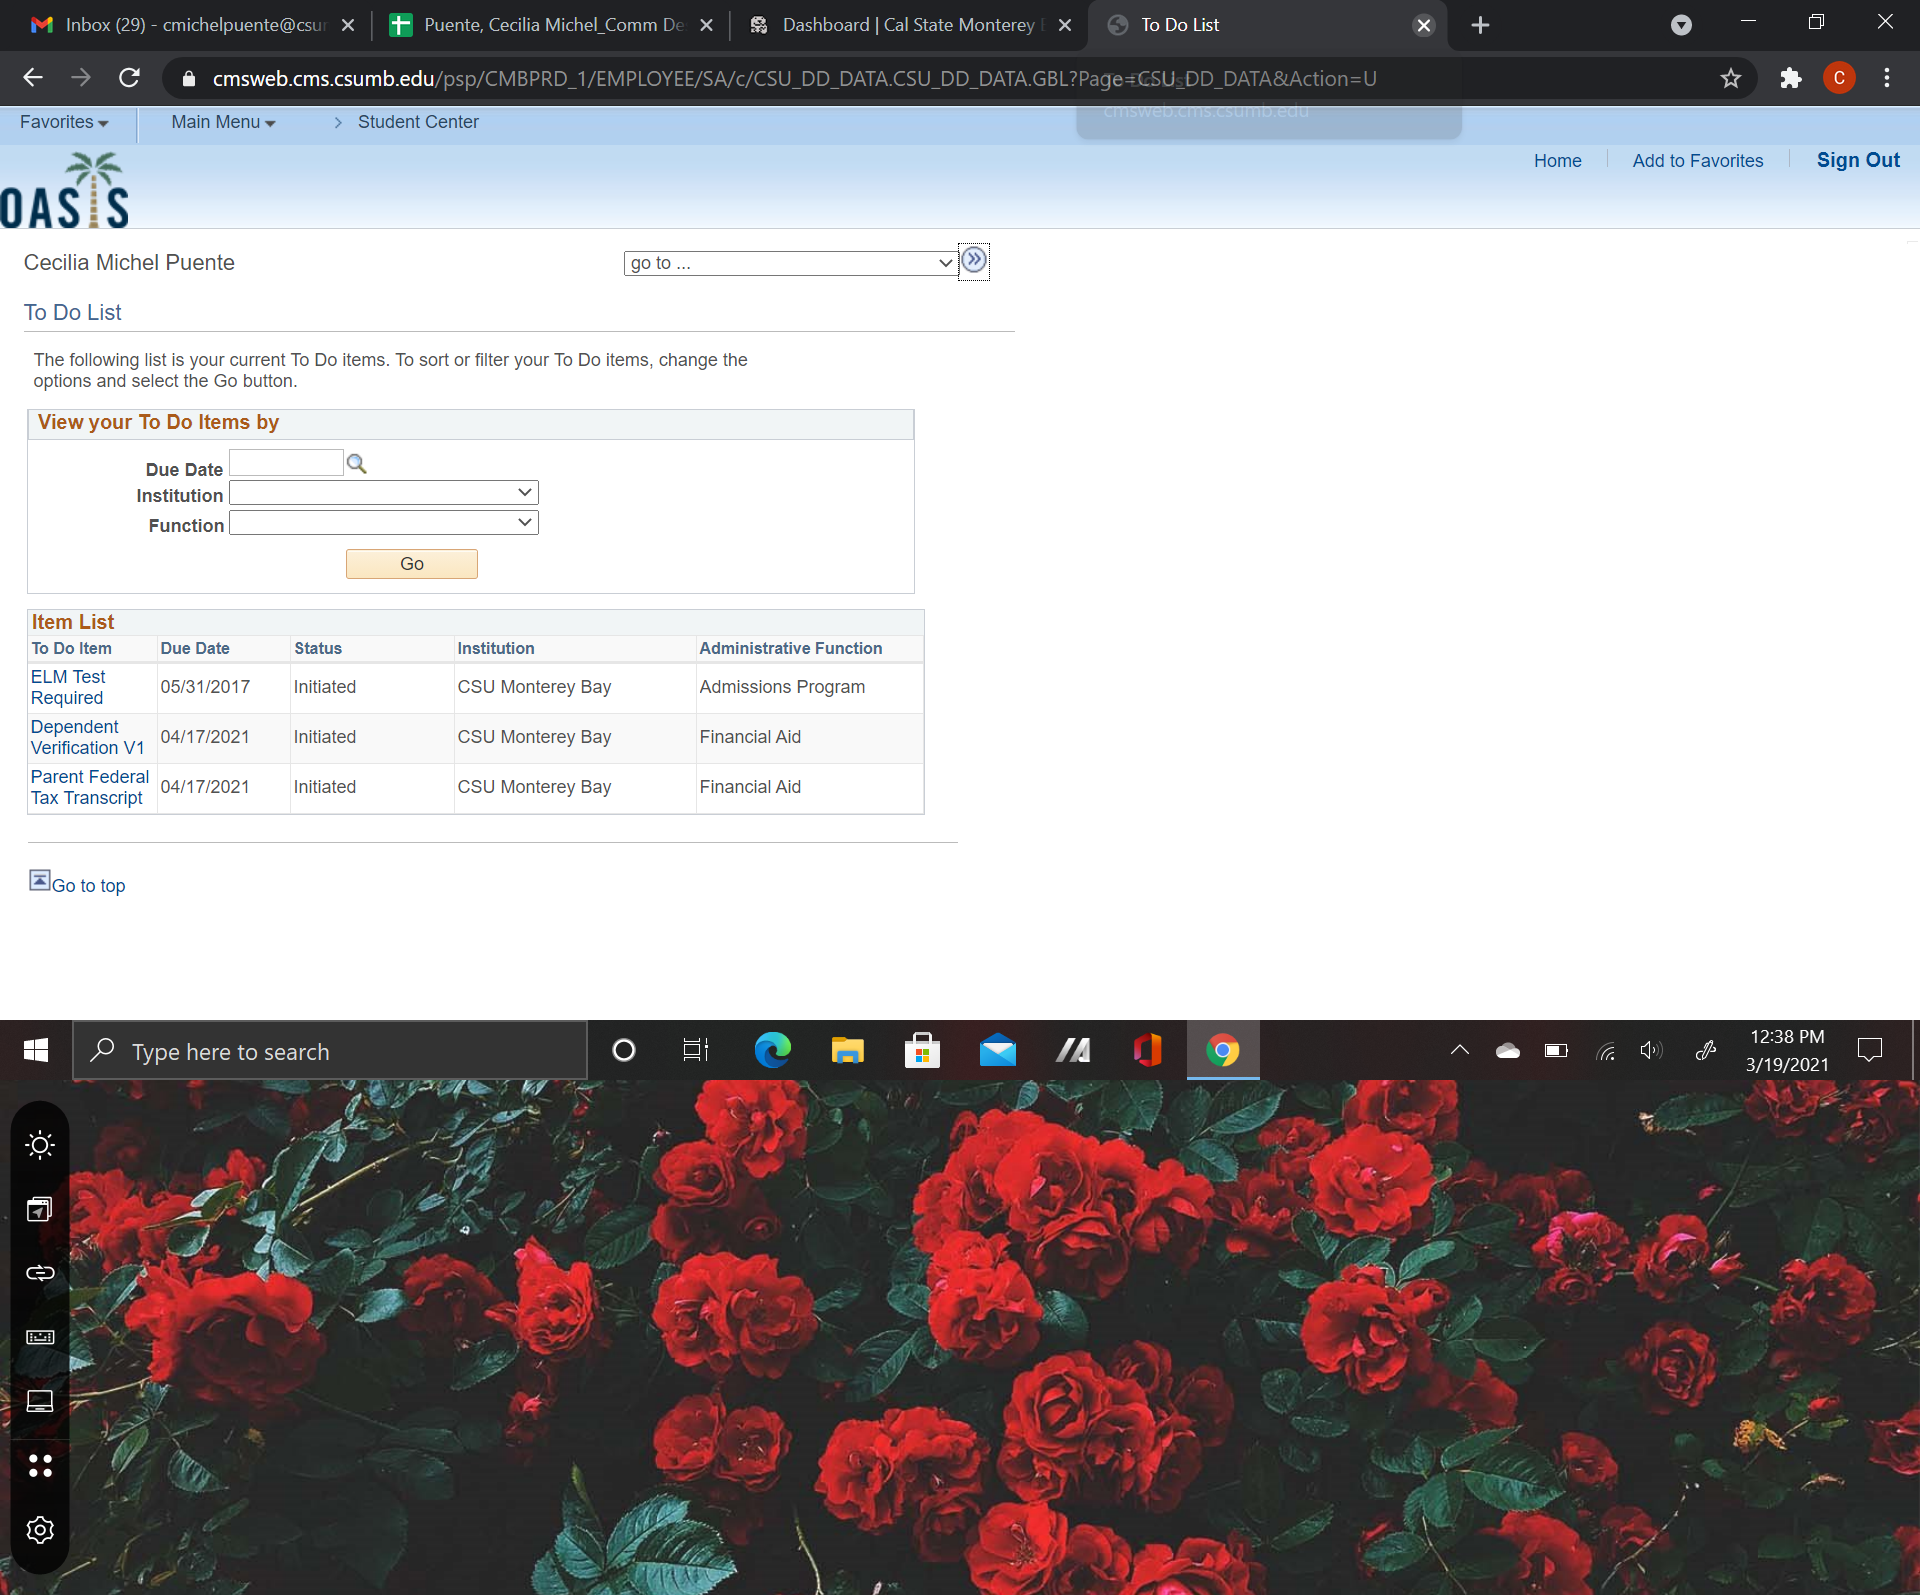 Inbox (29) - cmichelpuente@csu
Puente, Cecilia Michel_Comm De
Dashboard | Cal State Monterey
To Do List
cmsweb.cms.csumb.edu/psp/CMBPRD_1/EMPLOYEE/SA/c/CSU_DD_DATA.CSU_DD_DATA.GBL?Page=CSU_DD_DATA&Action=U
C
To Do List
cmsweb.cms.csumb.edu
Favorites
Main Menu
> Student Center
OASIS
Home
Add to Favorites
Sign Out
Cecilia Michel Puente
go to ...
To Do List
The following list is your current To Do items. To sort or filter your To Do items, change the
options and select the Go button.
View your To Do Items by
Due Date
Institution
Function
Go
Item List
To Do Item Due Date Status Institution Administrative Function
ELM Test
Required 05/31/2017 Initiated CSU Monterey Bay Admissions Program
Dependent
Verification V1 04/17/2021 Initiated CSU Monterey Bay Financial Aid
Parent Federal
Tax Transcript 04/17/2021 Initiated CSU Monterey Bay Financial Aid
Go to top
Type here to search
12:38 PM
3/19/2021